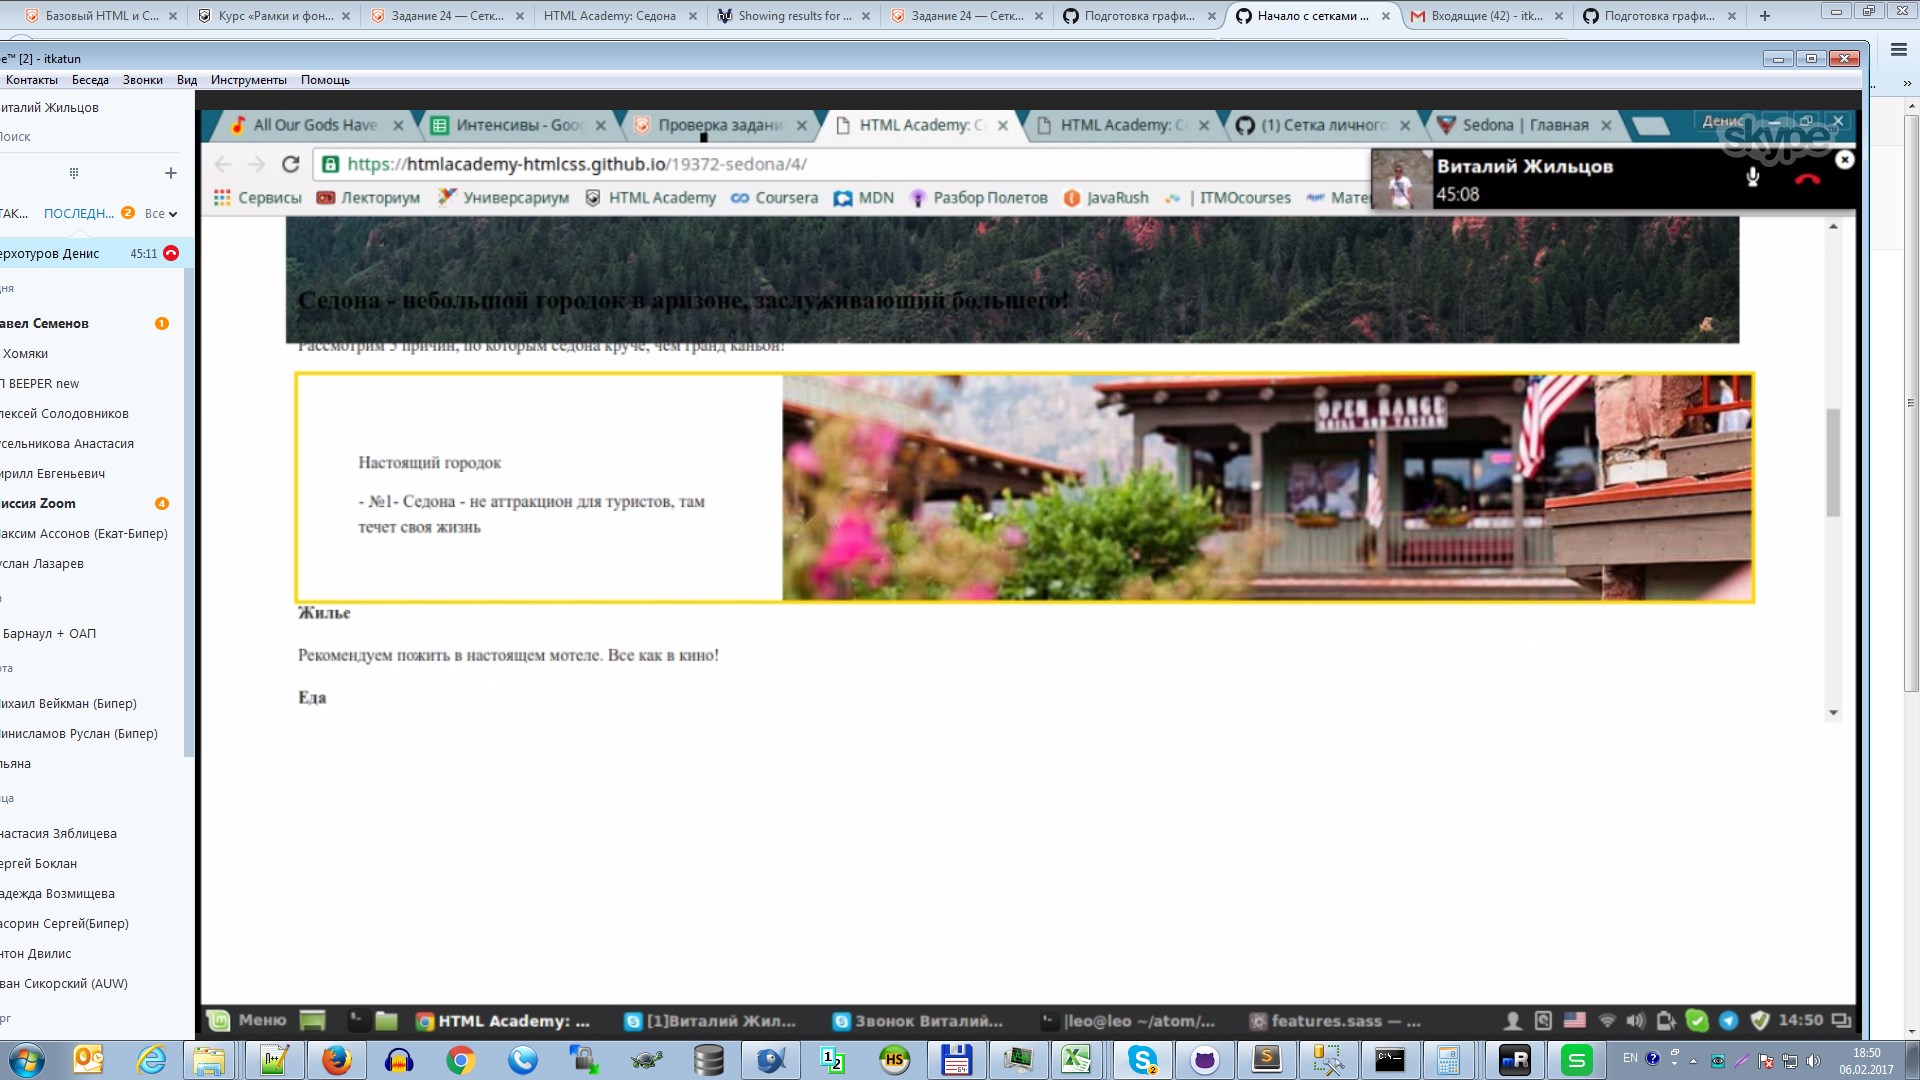 Базовый HTML и С...
Курс «Рамки и фон...
Задание 24 — Сетк...
HTML Academy: Седона
Showing results for ...
Задание 24 — Сетк...
Подготовка графи...
Начало с сетками ...
Входящие (42) - itk...
Подготовка графи...
pe™ [2] - itkatun
Контакты Беседа Звонки Вид Инструменты Помощь
италий Жильцов
оиск
ТАК... ПОСЛЕДН... 2 Все
ерхотуров Денис 45:11
дня
авел Семенов 1
Хомяки
П BEEPER new
лексей Солодовников
усельникова Анастасия
ирилл Евгеньевич
иссия Zoom 4
аксим Ассонов (Екат-Бипер)
услан Лазарев
а
Барнаул + ОАП
ота
ихаил Вейкман (Бипер)
инисламов Руслан (Бипер)
льяна
ица
настасия Зяблицева
ергей Боклан
адежда Возмищева
асорин Сергей(Бипер)
нтон Двилис
ван Сикорский (AUW)
рг
All Our Gods Have
Интенсивы - Goo
Проверка задани
HTML Academy: С
HTML Academy: С
(1) Сетка личного
Sedona | Главная
Денис
skype™
https://htmlacademy-htmlcss.github.io/19372-sedona/4/
Виталий Жильцов
45:08
Сервисы Лекториум Универсариум HTML Academy Coursera MDN Разбор Полетов JavaRush | ITMOcourses Мате
Седона - небольшой городок в аризоне, заслуживающий большего!
Рассмотрим 5 причин, по которым седона круче, чем гранд каньон!
OPEN RANGE
GRILL AND TAVERN
Настоящий городок
- №1- Седона - не аттракцион для туристов, там
течет своя жизнь
Жилье
Рекомендуем пожить в настоящем мотеле. Все как в кино!
Еда
Меню
HTML Academy: ...
[1]Виталий Жил...
Звонок Виталий...
|leo@leo ~/atom/...
features.sass — ...
14:50
EN
18:50
06.02.2017